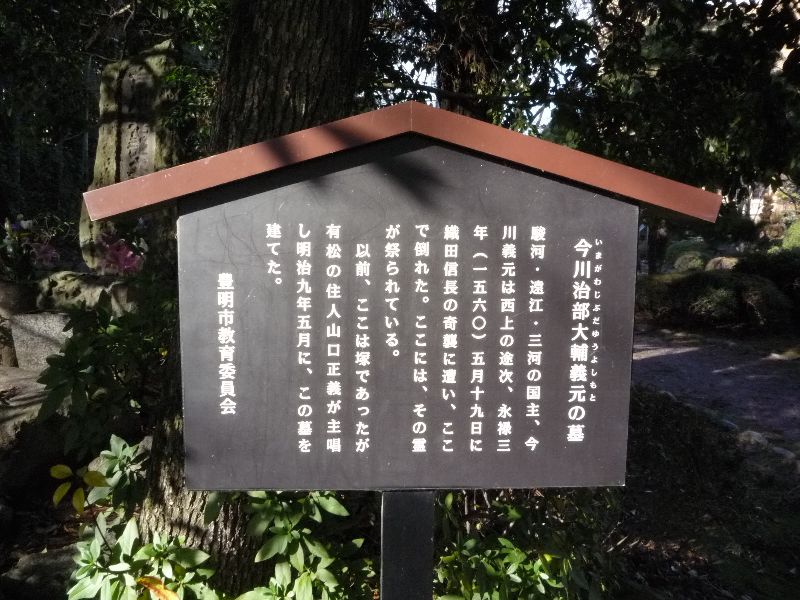 いまがわじぶだゆうよしもと
今川治部大輔義元の墓
駿河・遠江・三河の国主、今
川義元は西上の途次、永禄三
年(一五六〇)五月十九日に
織田信長の奇襲に遭い、ここ
で倒れた。ここには、その霊
が祭られている。
以前、ここは塚であったが
有松の住人山口正義が主唱
し明治九年五月に、この墓を
建てた。
豊明市教育委員会